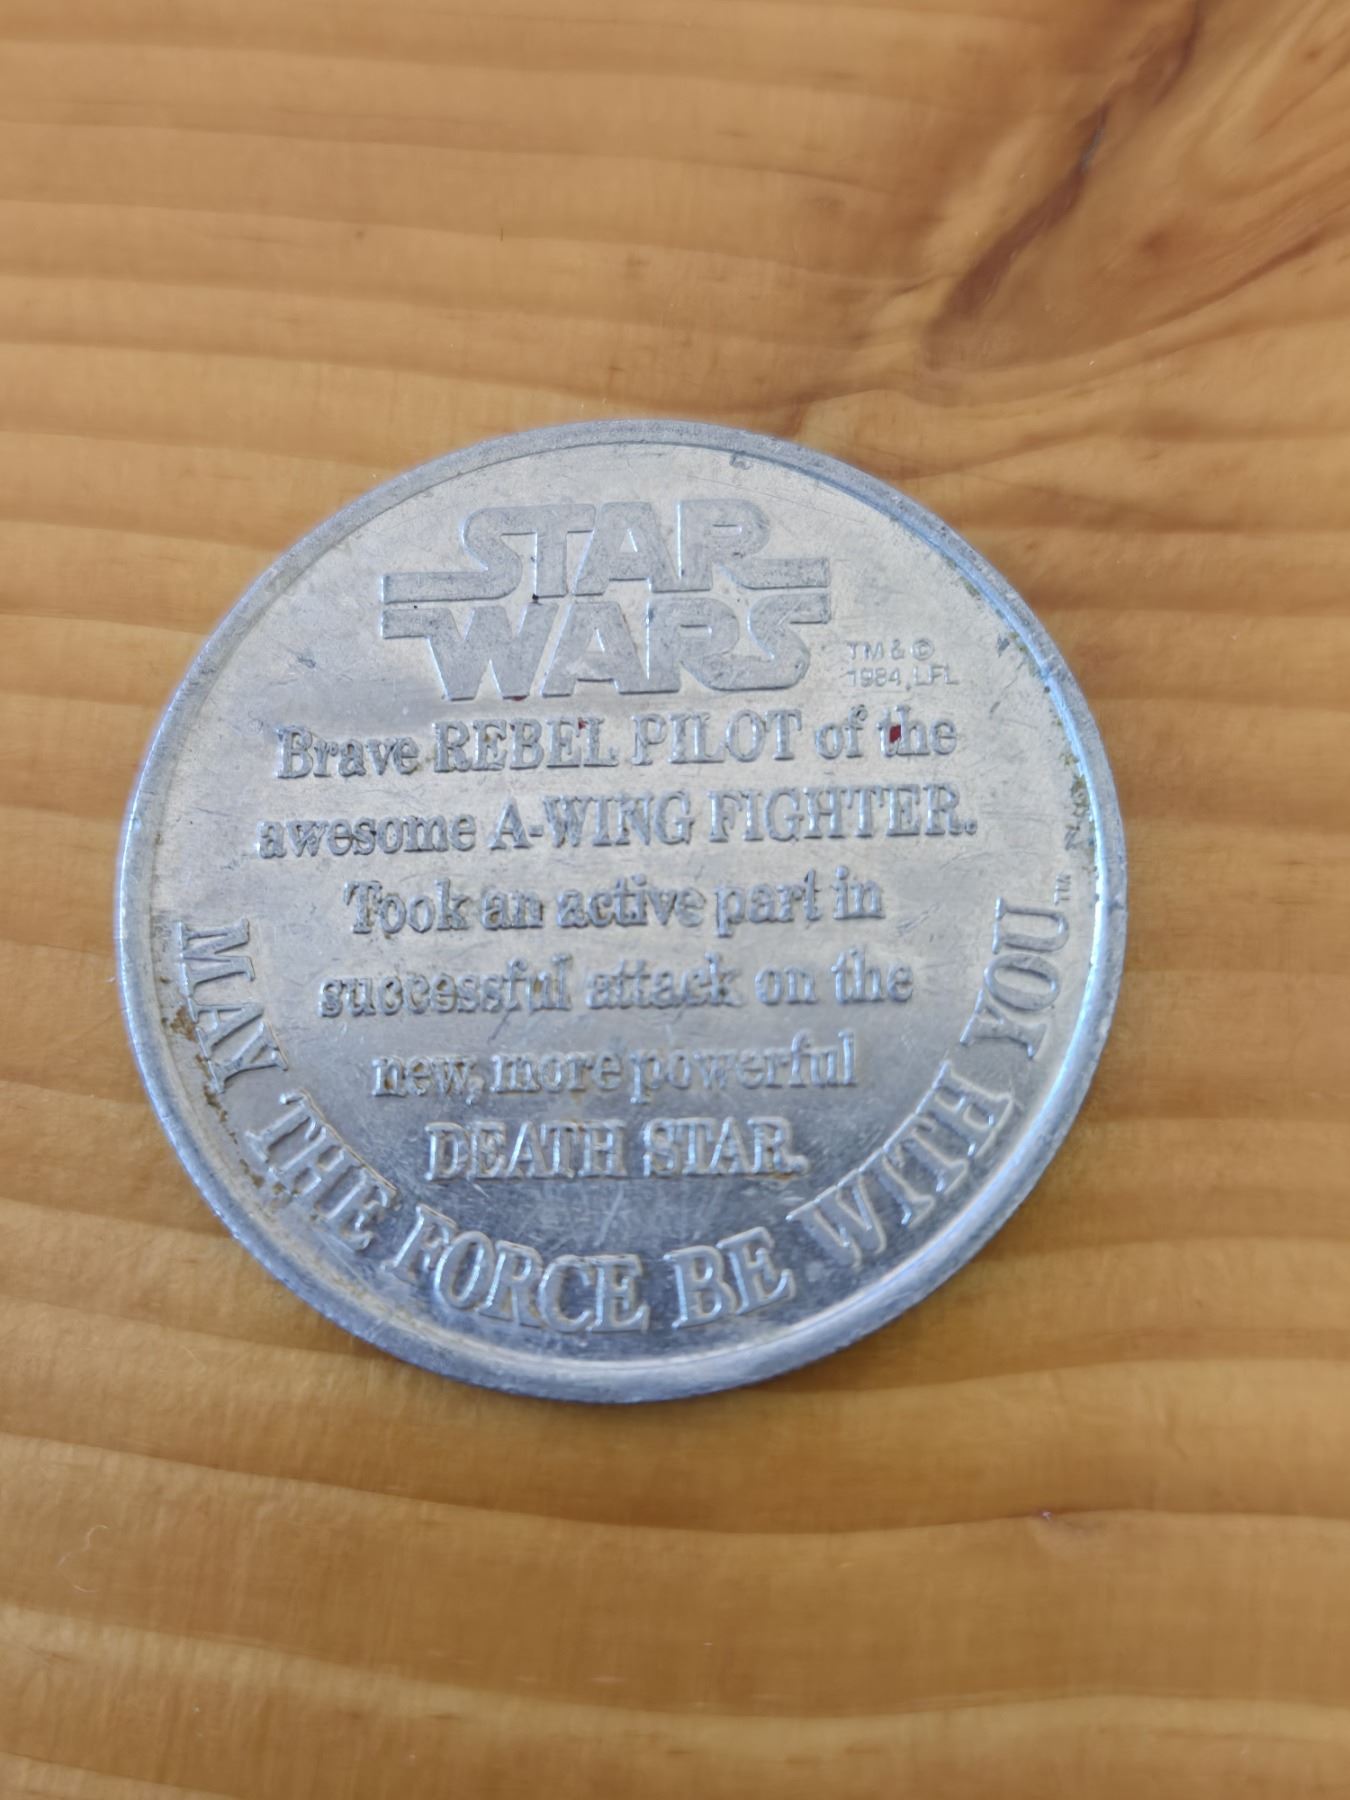 STAR
WARS
TM & ©
1984 LFL
Brave REBEL PILOT of the
awesome A-WING FIGHTER.
Took an active part in
successful attack on the
new, more powerful
DEATH STAR.
MAY THE FORCE BE WITH YOU™